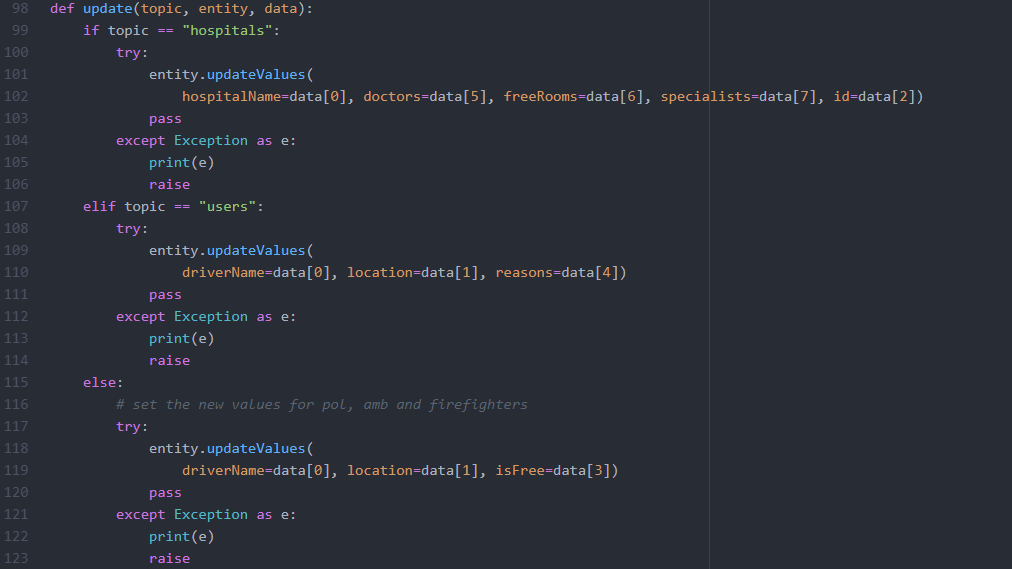 98 def update(topic, entity, data):
99     if topic == "hospitals":
100         try:
101             entity.updateValues(
102                 hospitalName=data[0], doctors=data[5], freeRooms=data[6], specialists=data[7], id=data[2])
103             pass
104         except Exception as e:
105             print(e)
106             raise
107     elif topic == "users":
108         try:
109             entity.updateValues(
110                 driverName=data[0], location=data[1], reasons=data[4])
111             pass
112         except Exception as e:
113             print(e)
114             raise
115     else:
116         # set the new values for pol, amb and firefighters
117         try:
118             entity.updateValues(
119                 driverName=data[0], location=data[1], isFree=data[3])
120             pass
121         except Exception as e:
122             print(e)
123             raise